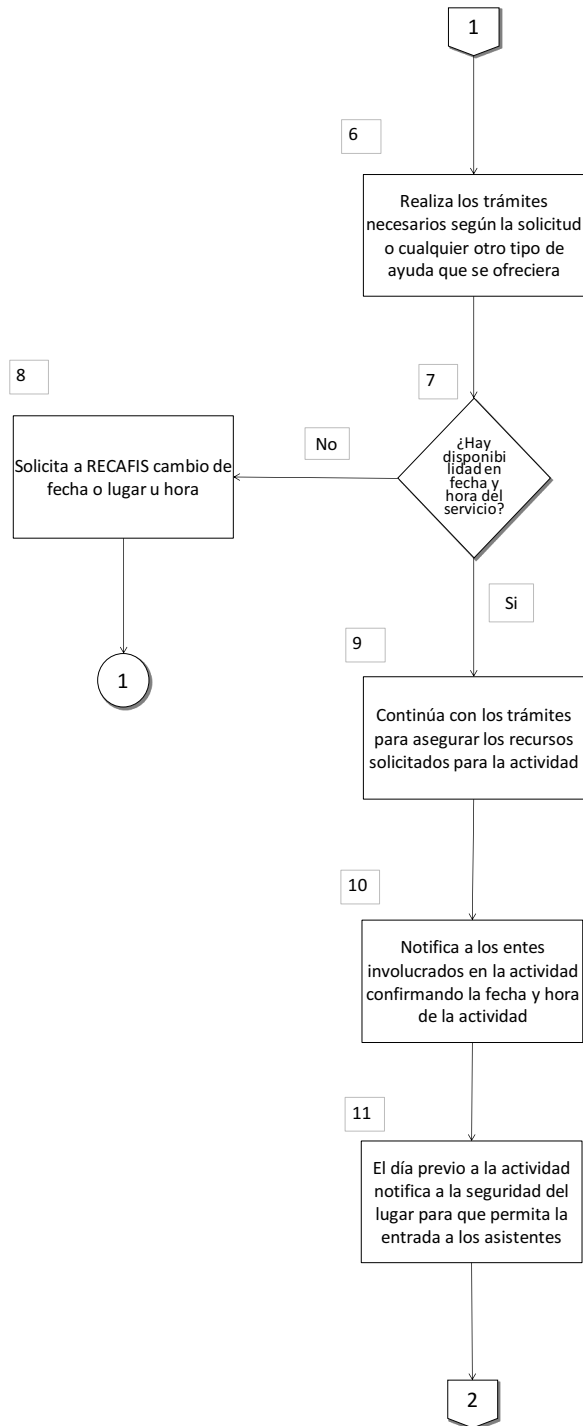 1
6
Realiza los trámites
necesarios según la solicitud
o cualquier otro tipo de
ayuda que se ofreciera
7
¿Hay
disponibi
lidad en
fecha y
hora del
servicio?
No
8
Solicita a RECAFIS cambio de
fecha o lugar u hora
1
Si
9
Continúa con los trámites
para asegurar los recursos
solicitados para la actividad
10
Notifica a los entes
involucrados en la actividad
confirmando la fecha y hora
de la actividad
11
El día previo a la actividad
notifica a la seguridad del
lugar para que permita la
entrada a los asistentes
2